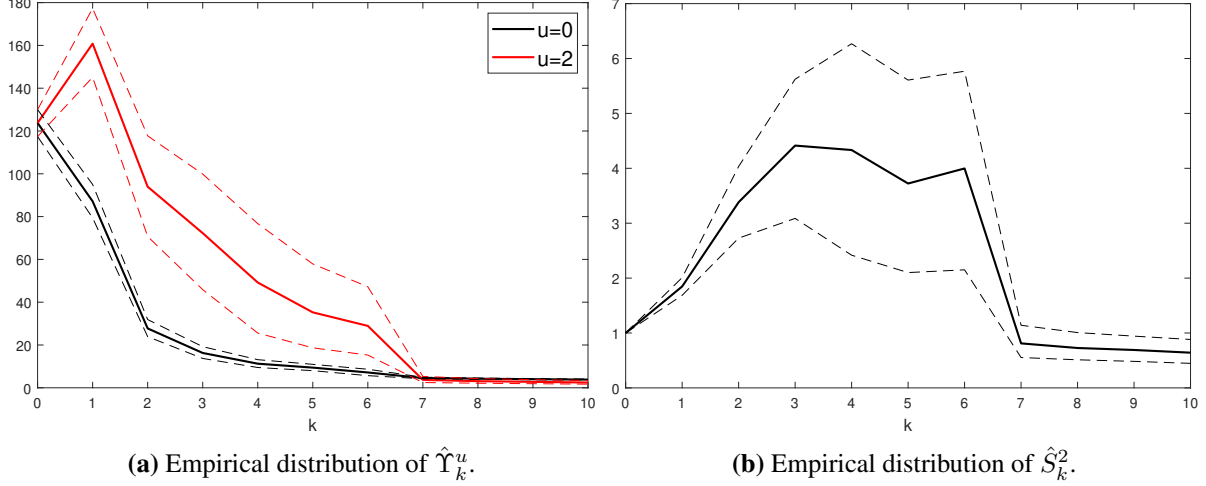 180
160
140
120
100
80
60
40
20
0
0 1 2 3 4 5 6 7 8 9 10
k
u=0
u=2
(a) Empirical distribution of Υ̂ᵘₖ.
7
6
5
4
3
2
1
0
0 1 2 3 4 5 6 7 8 9 10
k
(b) Empirical distribution of Ŝ²ₖ.